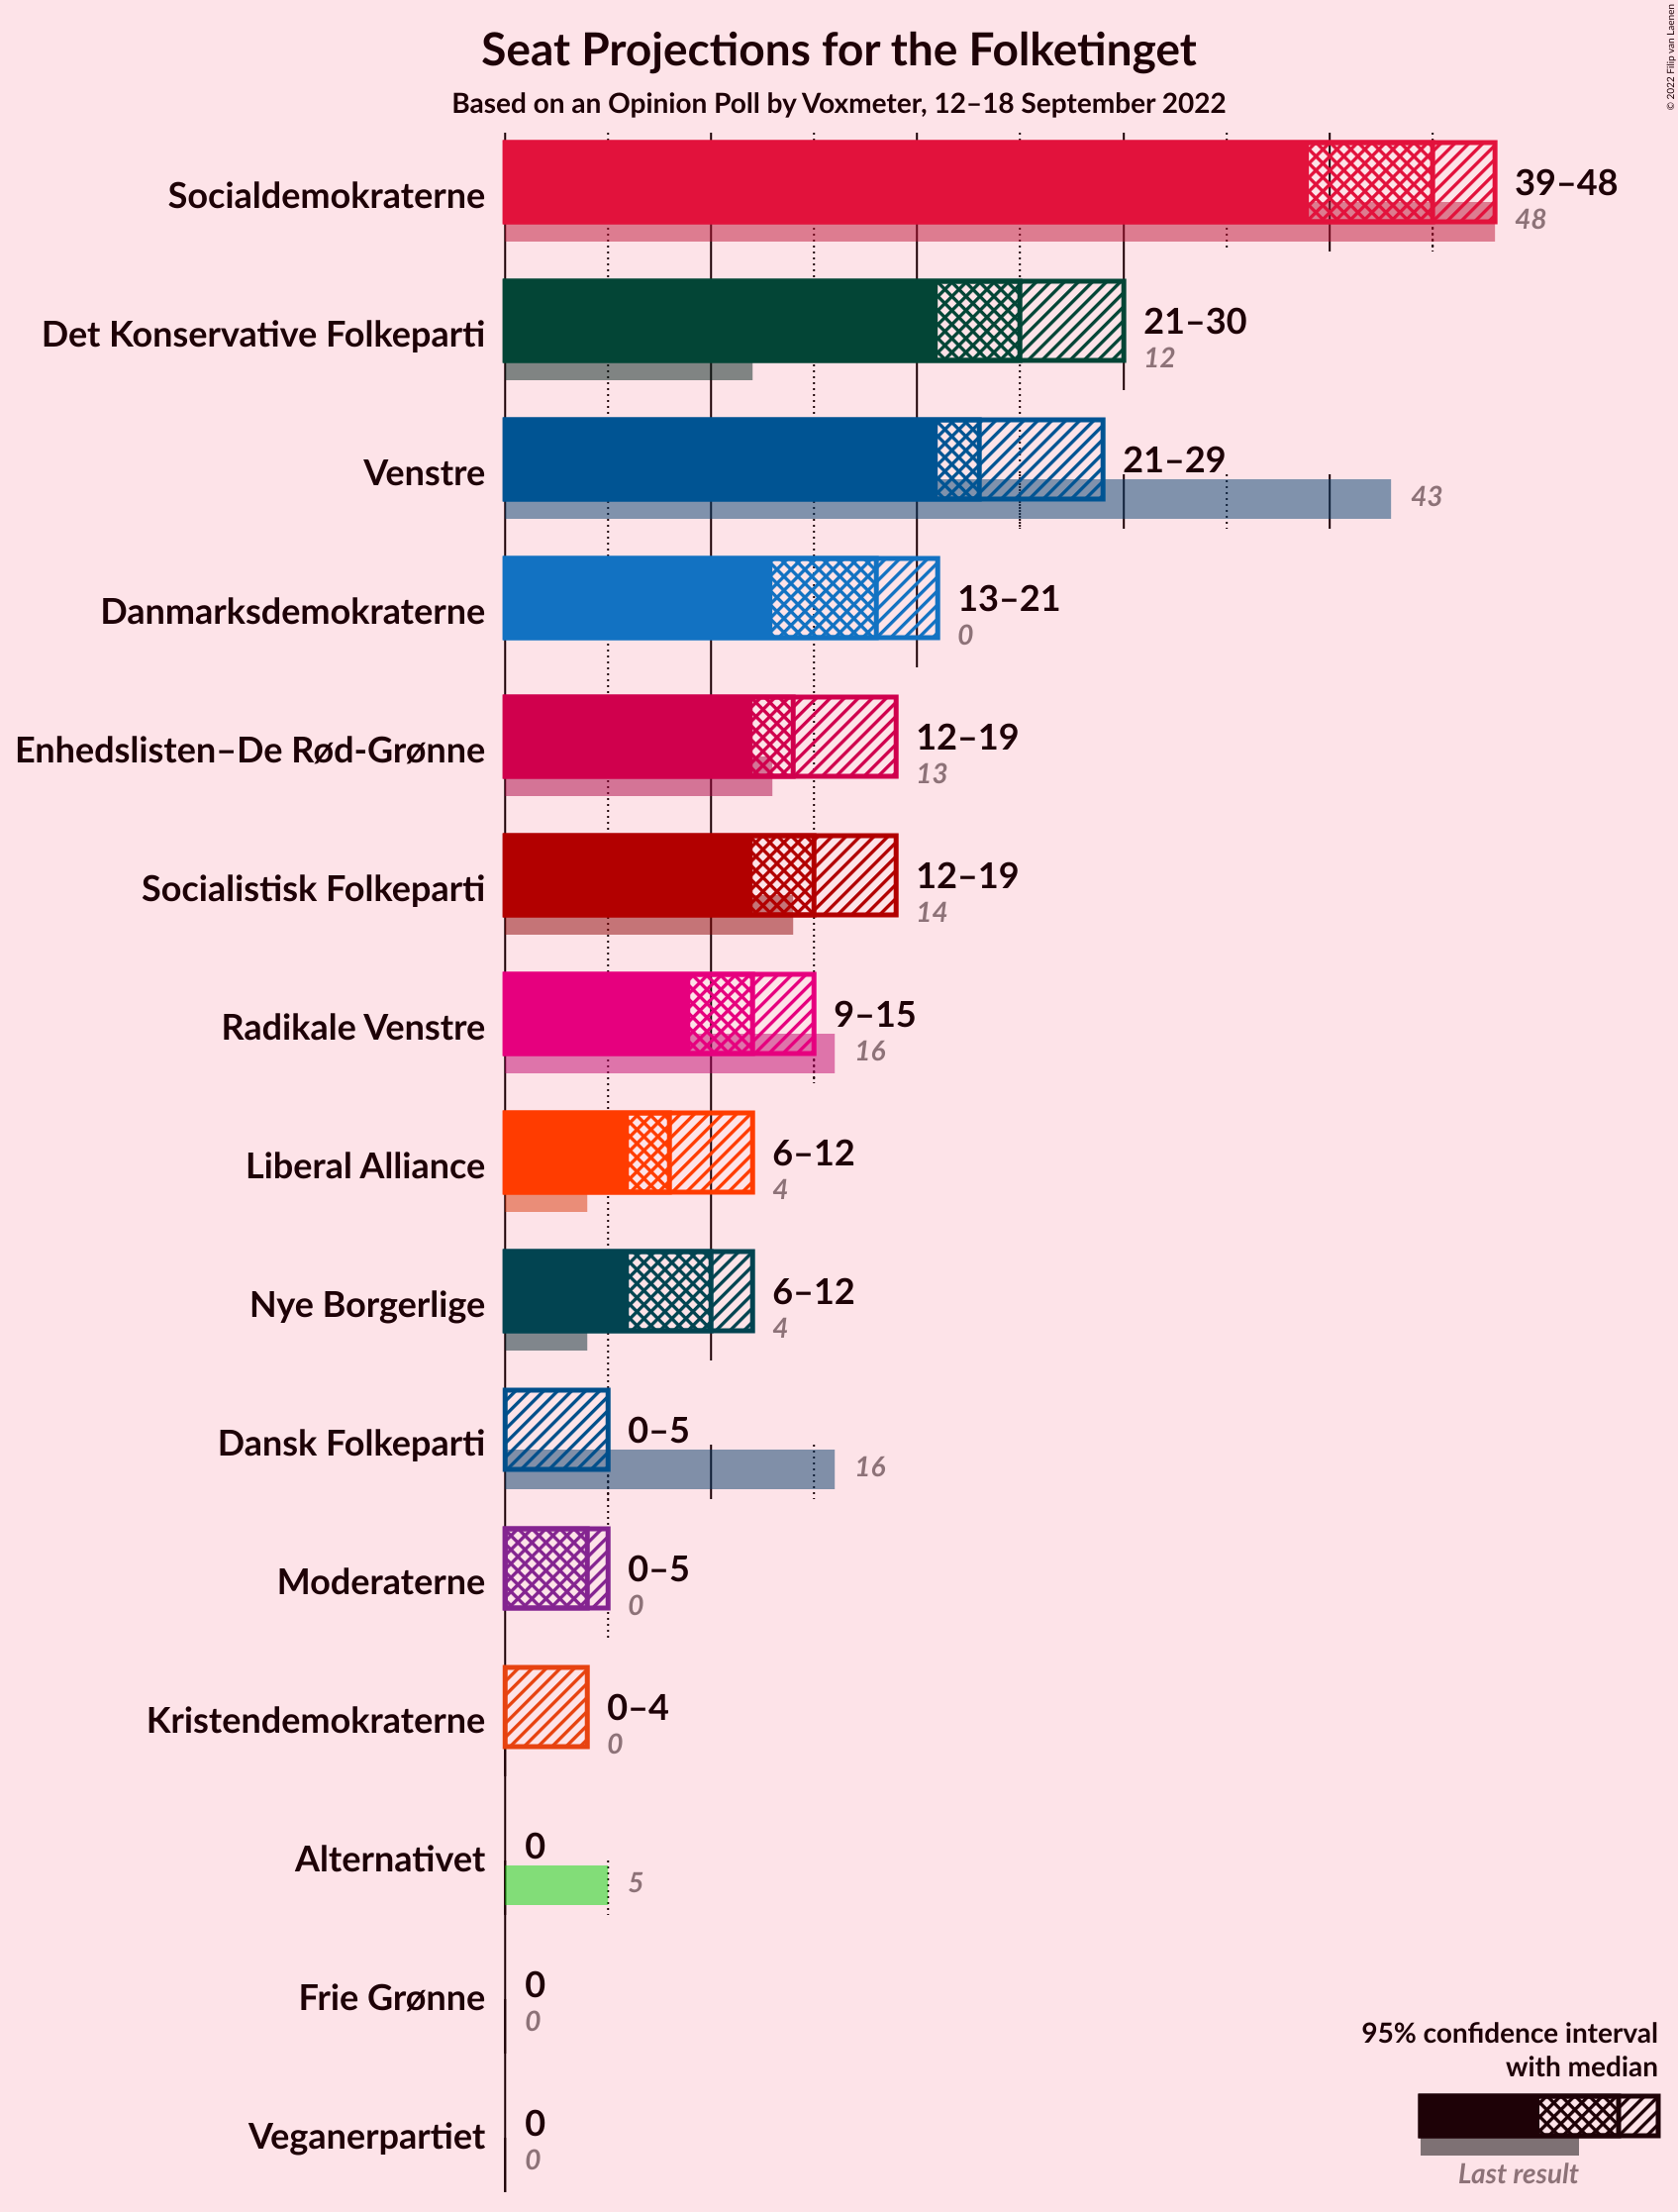 Seat Projections for the Folketinget
Based on an Opinion Poll by Voxmeter, 12–18 September 2022
© 2022 Filip van Laenen
Socialdemokraterne
39–48
48
Det Konservative Folkeparti
21–30
12
Venstre
21–29
43
Danmarksdemokraterne
13–21
0
Enhedslisten–De Rød-Grønne
12–19
13
Socialistisk Folkeparti
12–19
14
Radikale Venstre
9–15
16
Liberal Alliance
6–12
4
Nye Borgerlige
6–12
4
Dansk Folkeparti
0–5
16
Moderaterne
0–5
0
Kristendemokraterne
0–4
0
Alternativet
0
5
Frie Grønne
0
0
Veganerpartiet
0
0
95% confidence interval
with median
Last result